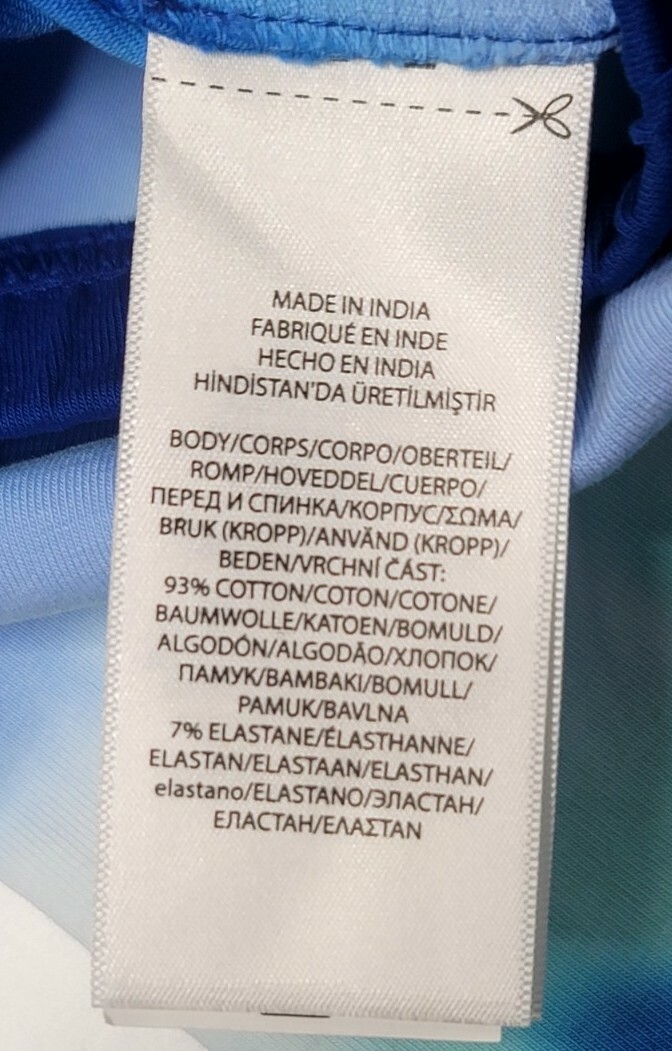 MADE IN INDIA
FABRIQUÉ EN INDE
HECHO EN INDIA
HİNDİSTAN'DA ÜRETİLMİŞTİR
BODY/CORPS/CORPO/OBERTEIL/
ROMP/HOVEDDEL/CUERPO/
ПЕРЕД И СПИНКА/КОРПУС/ΣΩΜΑ/
BRUK (KROPP)/ANVÄND (KROPP)/
BEDEN/VRCHNÍ ČÁST:
93% COTTON/COTON/COTONE/
BAUMWOLLE/KATOEN/BOMULD/
ALGODÓN/ALGODÃO/ХЛОПОК/
ПАМУК/BAMBAKI/BOMULL/
PAMUK/BAVLNA
7% ELASTANE/ÉLASTHANNE/
ELASTAN/ELASTAAN/ELASTHAN/
elastano/ELASTANO/ЭЛАСТАН/
ЕЛАСТАН/ΕΛΑΣΤΑΝ